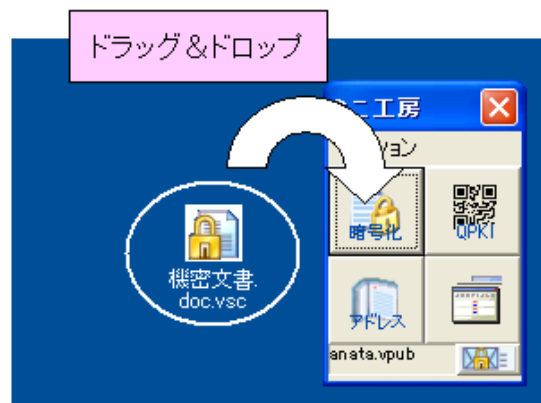 ドラッグ＆ドロップ
工房
ション
暗号化
QPKI
機密文書.
doc.vsc
アドレス
anata.vpub